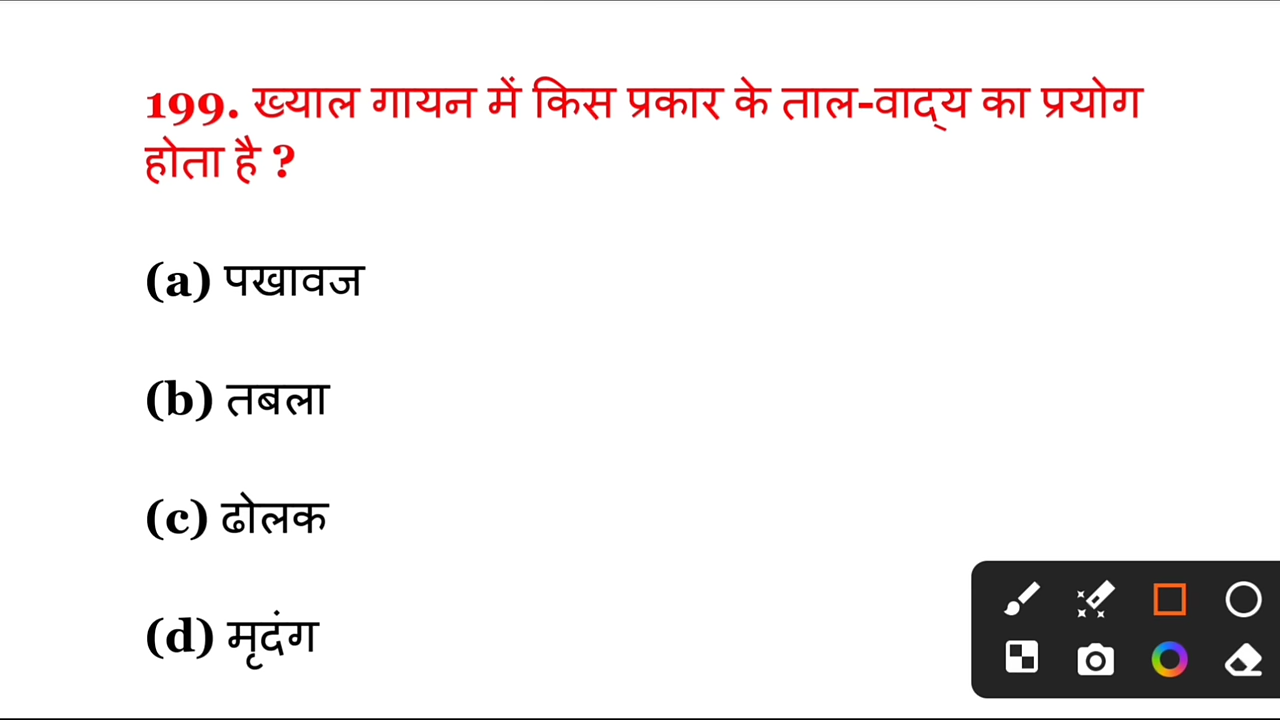 199. ख्याल गायन में किस प्रकार के ताल-वाद्य का प्रयोग
होता है ?
(a) पखावज
(b) तबला
(c) ढोलक
(d) मृदंग